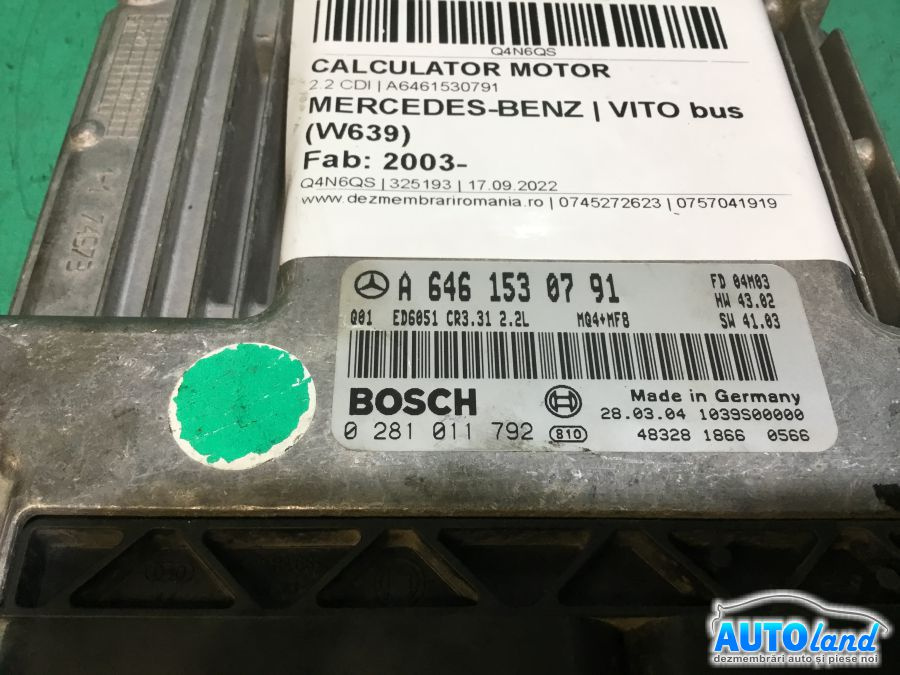 Q4N6QS
CALCULATOR MOTOR
2.2 CDI | A6461530791
MERCEDES-BENZ | VITO bus
(W639)
Fab: 2003-
Q4N6QS | 325193 | 17.09.2022
www.dezmembrariromania.ro | 0745272623 | 0757041919
A 646 153 07 91
FD 04M03
HW 43.02
Q01 ED6051 CR3.31 2.2L MQ4+MF8 SW 41.03
BOSCH
Made in Germany
28.03.04 1039S00000
0 281 011 792 810 48328 1866 0566
AUTOland
dezmembrări auto și piese noi